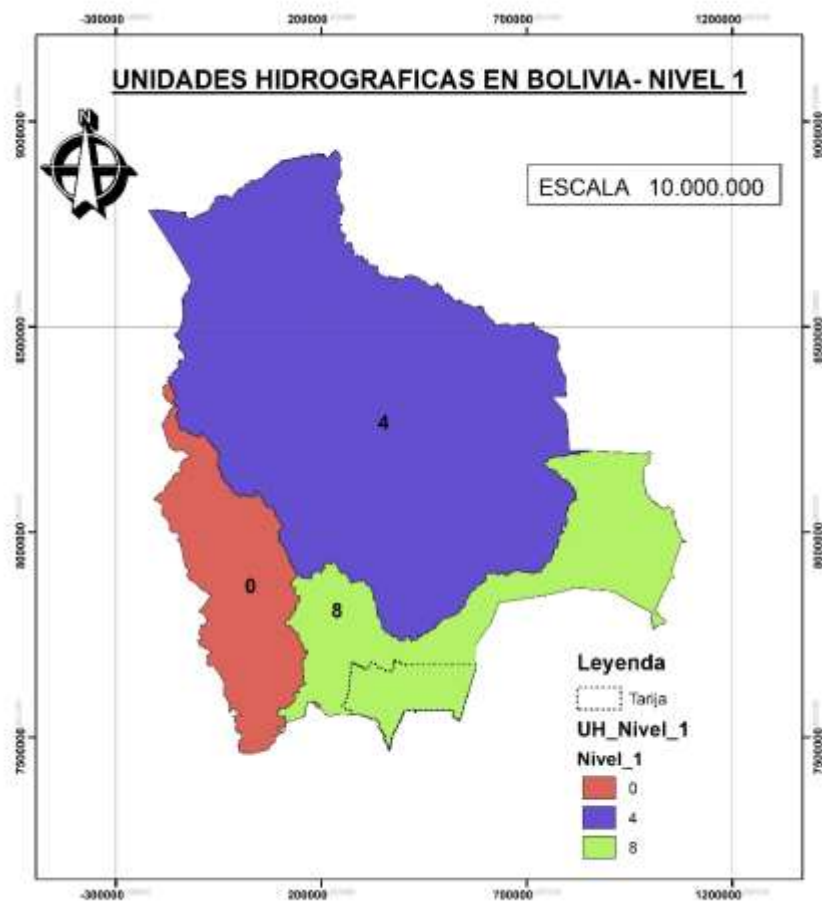 -300000 200000 700000 1200000
UNIDADES HIDROGRAFICAS EN BOLIVIA- NIVEL 1
N
ESCALA 10.000.000
9000000 9000000
8500000 8500000
4
8000000 8000000
0
8
Leyenda
Tarija
UH_Nivel_1
Nivel_1
0
4
8
7500000 7500000
-300000 200000 700000 1200000